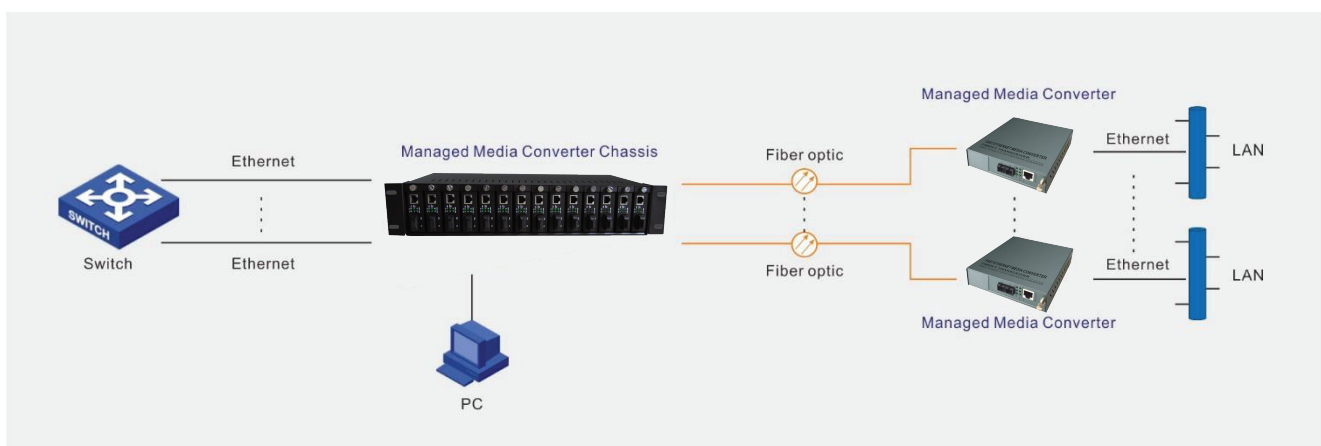 Managed Media Converter
Ethernet
Managed Media Converter Chassis
Fiber optic
Ethernet
LAN
SWITCH
Switch
Ethernet
Fiber optic
Ethernet
LAN
Managed Media Converter
PC